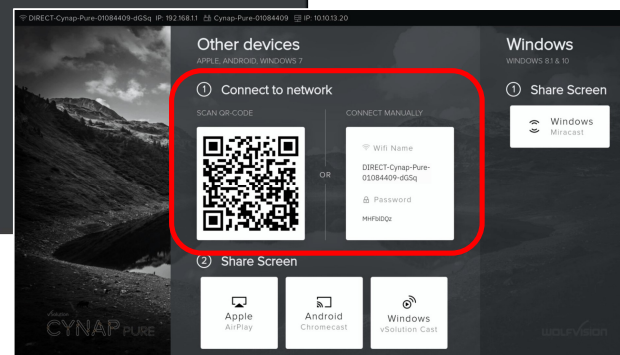 DIRECT-Cynap-Pure-01084409-dGSq IP: 192.168.1.1 Cynap-Pure-01084409 IP: 10.10.13.20
Other devices
APPLE, ANDROID, WINDOWS 7
1 Connect to network
SCAN QR-CODE
OR
CONNECT MANUALLY
Wifi Name
DIRECT-Cynap-Pure-
01084409-dGSq
Password
MHFbIDQz
2 Share Screen
Apple
AirPlay
Android
Chromecast
Windows
vSolution Cast
Windows
WINDOWS 8.1 & 10
1 Share Screen
Windows
Miracast
CYNAP PURE
WOLFVISION